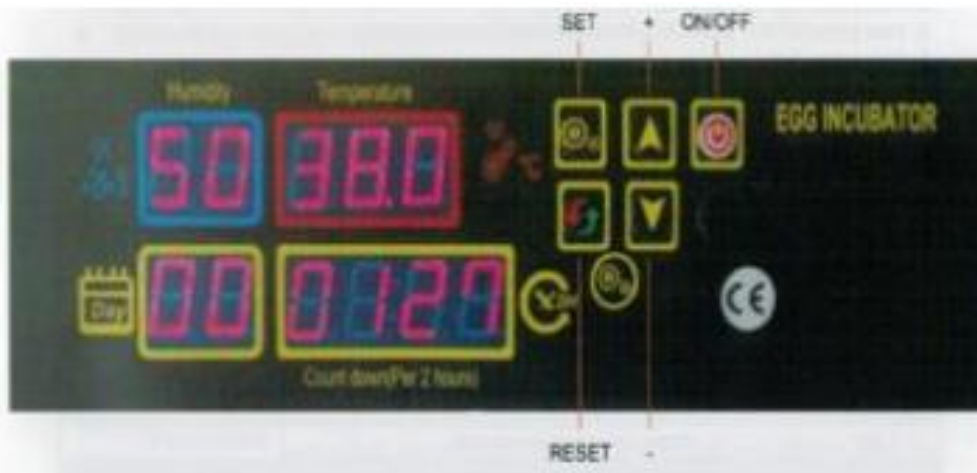 SET + ON/OFF
Humidity Temperature
EGG INCUBATOR
50 38.0 °C
Day 00 0127
CE
Count down(Per 2 hours)
RESET -